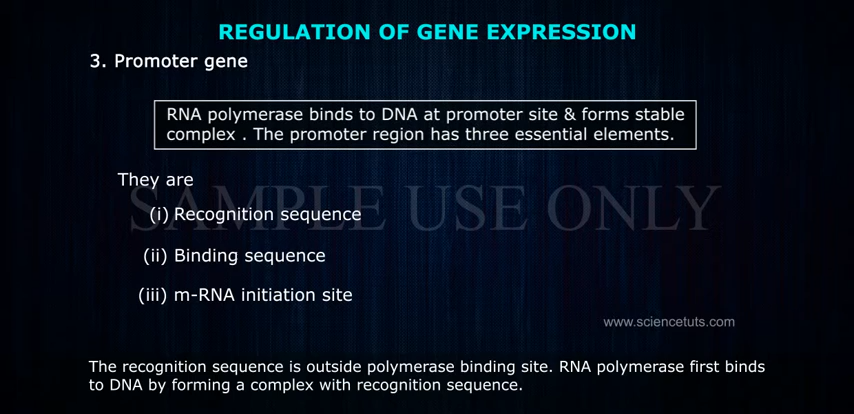 REGULATION OF GENE EXPRESSION
3. Promoter gene
RNA polymerase binds to DNA at promoter site & forms stable
complex . The promoter region has three essential elements.
They are
SAMPLE USE ONLY
(i) Recognition sequence
(ii) Binding sequence
(iii) m-RNA initiation site
www.sciencetuts.com
The recognition sequence is outside polymerase binding site. RNA polymerase first binds
to DNA by forming a complex with recognition sequence.